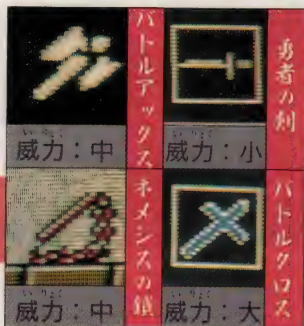 勇者の剣
威力：小
バトルアックス
威力：中
バトルクロス
威力：大
ネメシスの鎖
威力：中